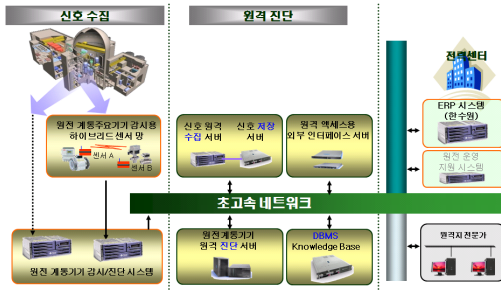 신호 수집
원격 진단
전력센터
원전 계통주요기기 감시용
하이브리드센서 망
센서 A
센서 B
신호 원격
수집 서버
신호 저장
서버
원격 액세스용
외부 인터페이스 서버
ERP 시스템
(한수원)
원전 운영
지원 시스템
초고속 네트워크
원전 계통기기 감시/진단 시스템
원전계통기기
원격 진단 서버
DBMS
Knowledge Base
원격지 전문가